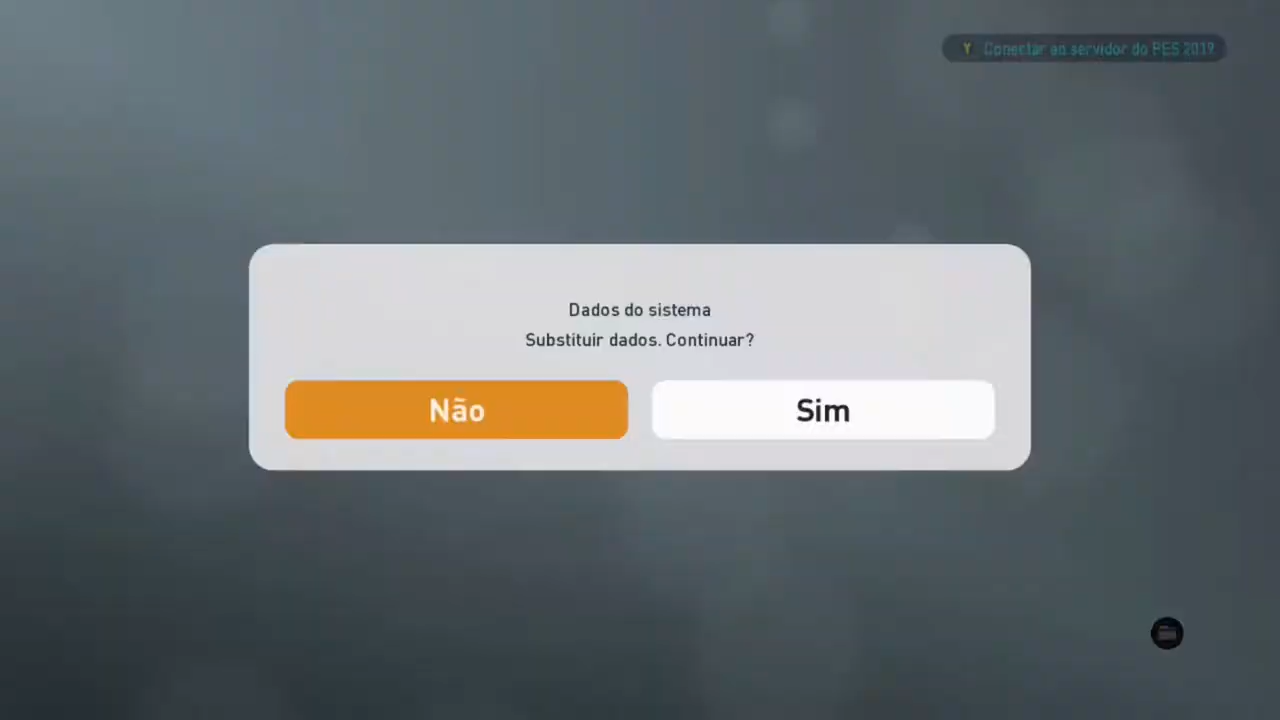 Y Conectar ao servidor do PES 2019
Dados do sistema
Substituir dados. Continuar?
Não
Sim